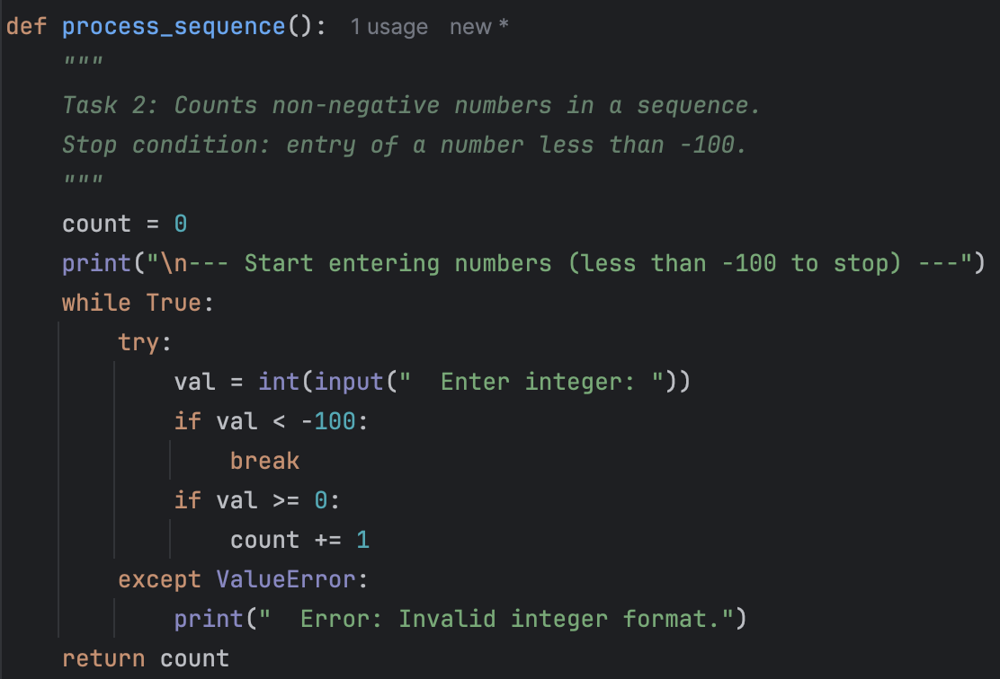 def process_sequence():  1 usage  new *
    """
    Task 2: Counts non-negative numbers in a sequence.
    Stop condition: entry of a number less than -100.
    """
    count = 0
    print("\n--- Start entering numbers (less than -100 to stop) ---")
    while True:
        try:
            val = int(input("  Enter integer: "))
            if val < -100:
                break
            if val >= 0:
                count += 1
        except ValueError:
            print("  Error: Invalid integer format.")
    return count